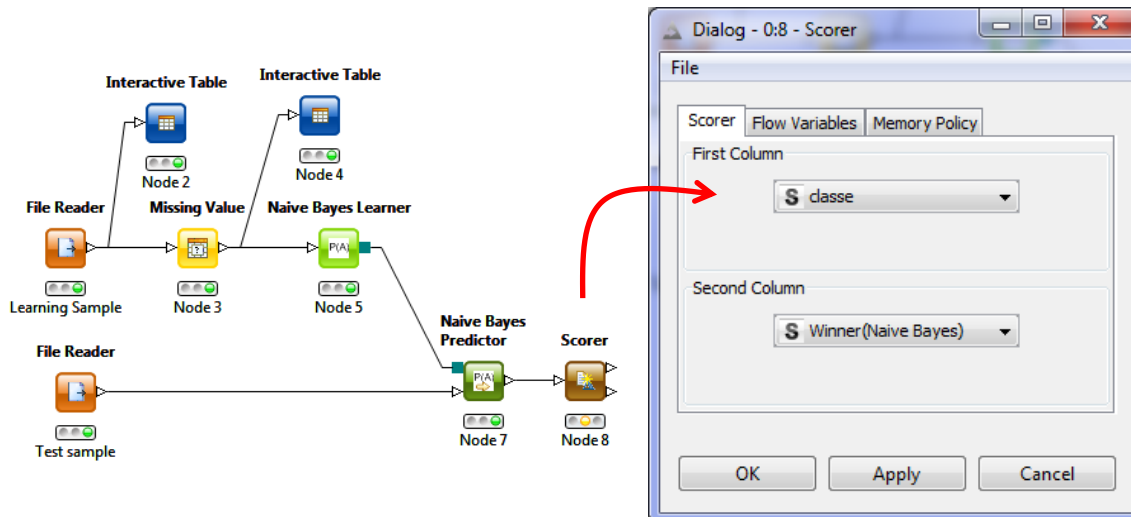 Interactive Table
Node 2
Interactive Table
Node 4
File Reader
Learning Sample
Missing Value
?
Node 3
Naive Bayes Learner
P(A)
Node 5
File Reader
Test sample
Naive Bayes
Predictor
P(A)
Node 7
Scorer
Node 8
Dialog - 0:8 - Scorer
File
Scorer
Flow Variables
Memory Policy
First Column
S classe
Second Column
S Winner(Naive Bayes)
OK
Apply
Cancel